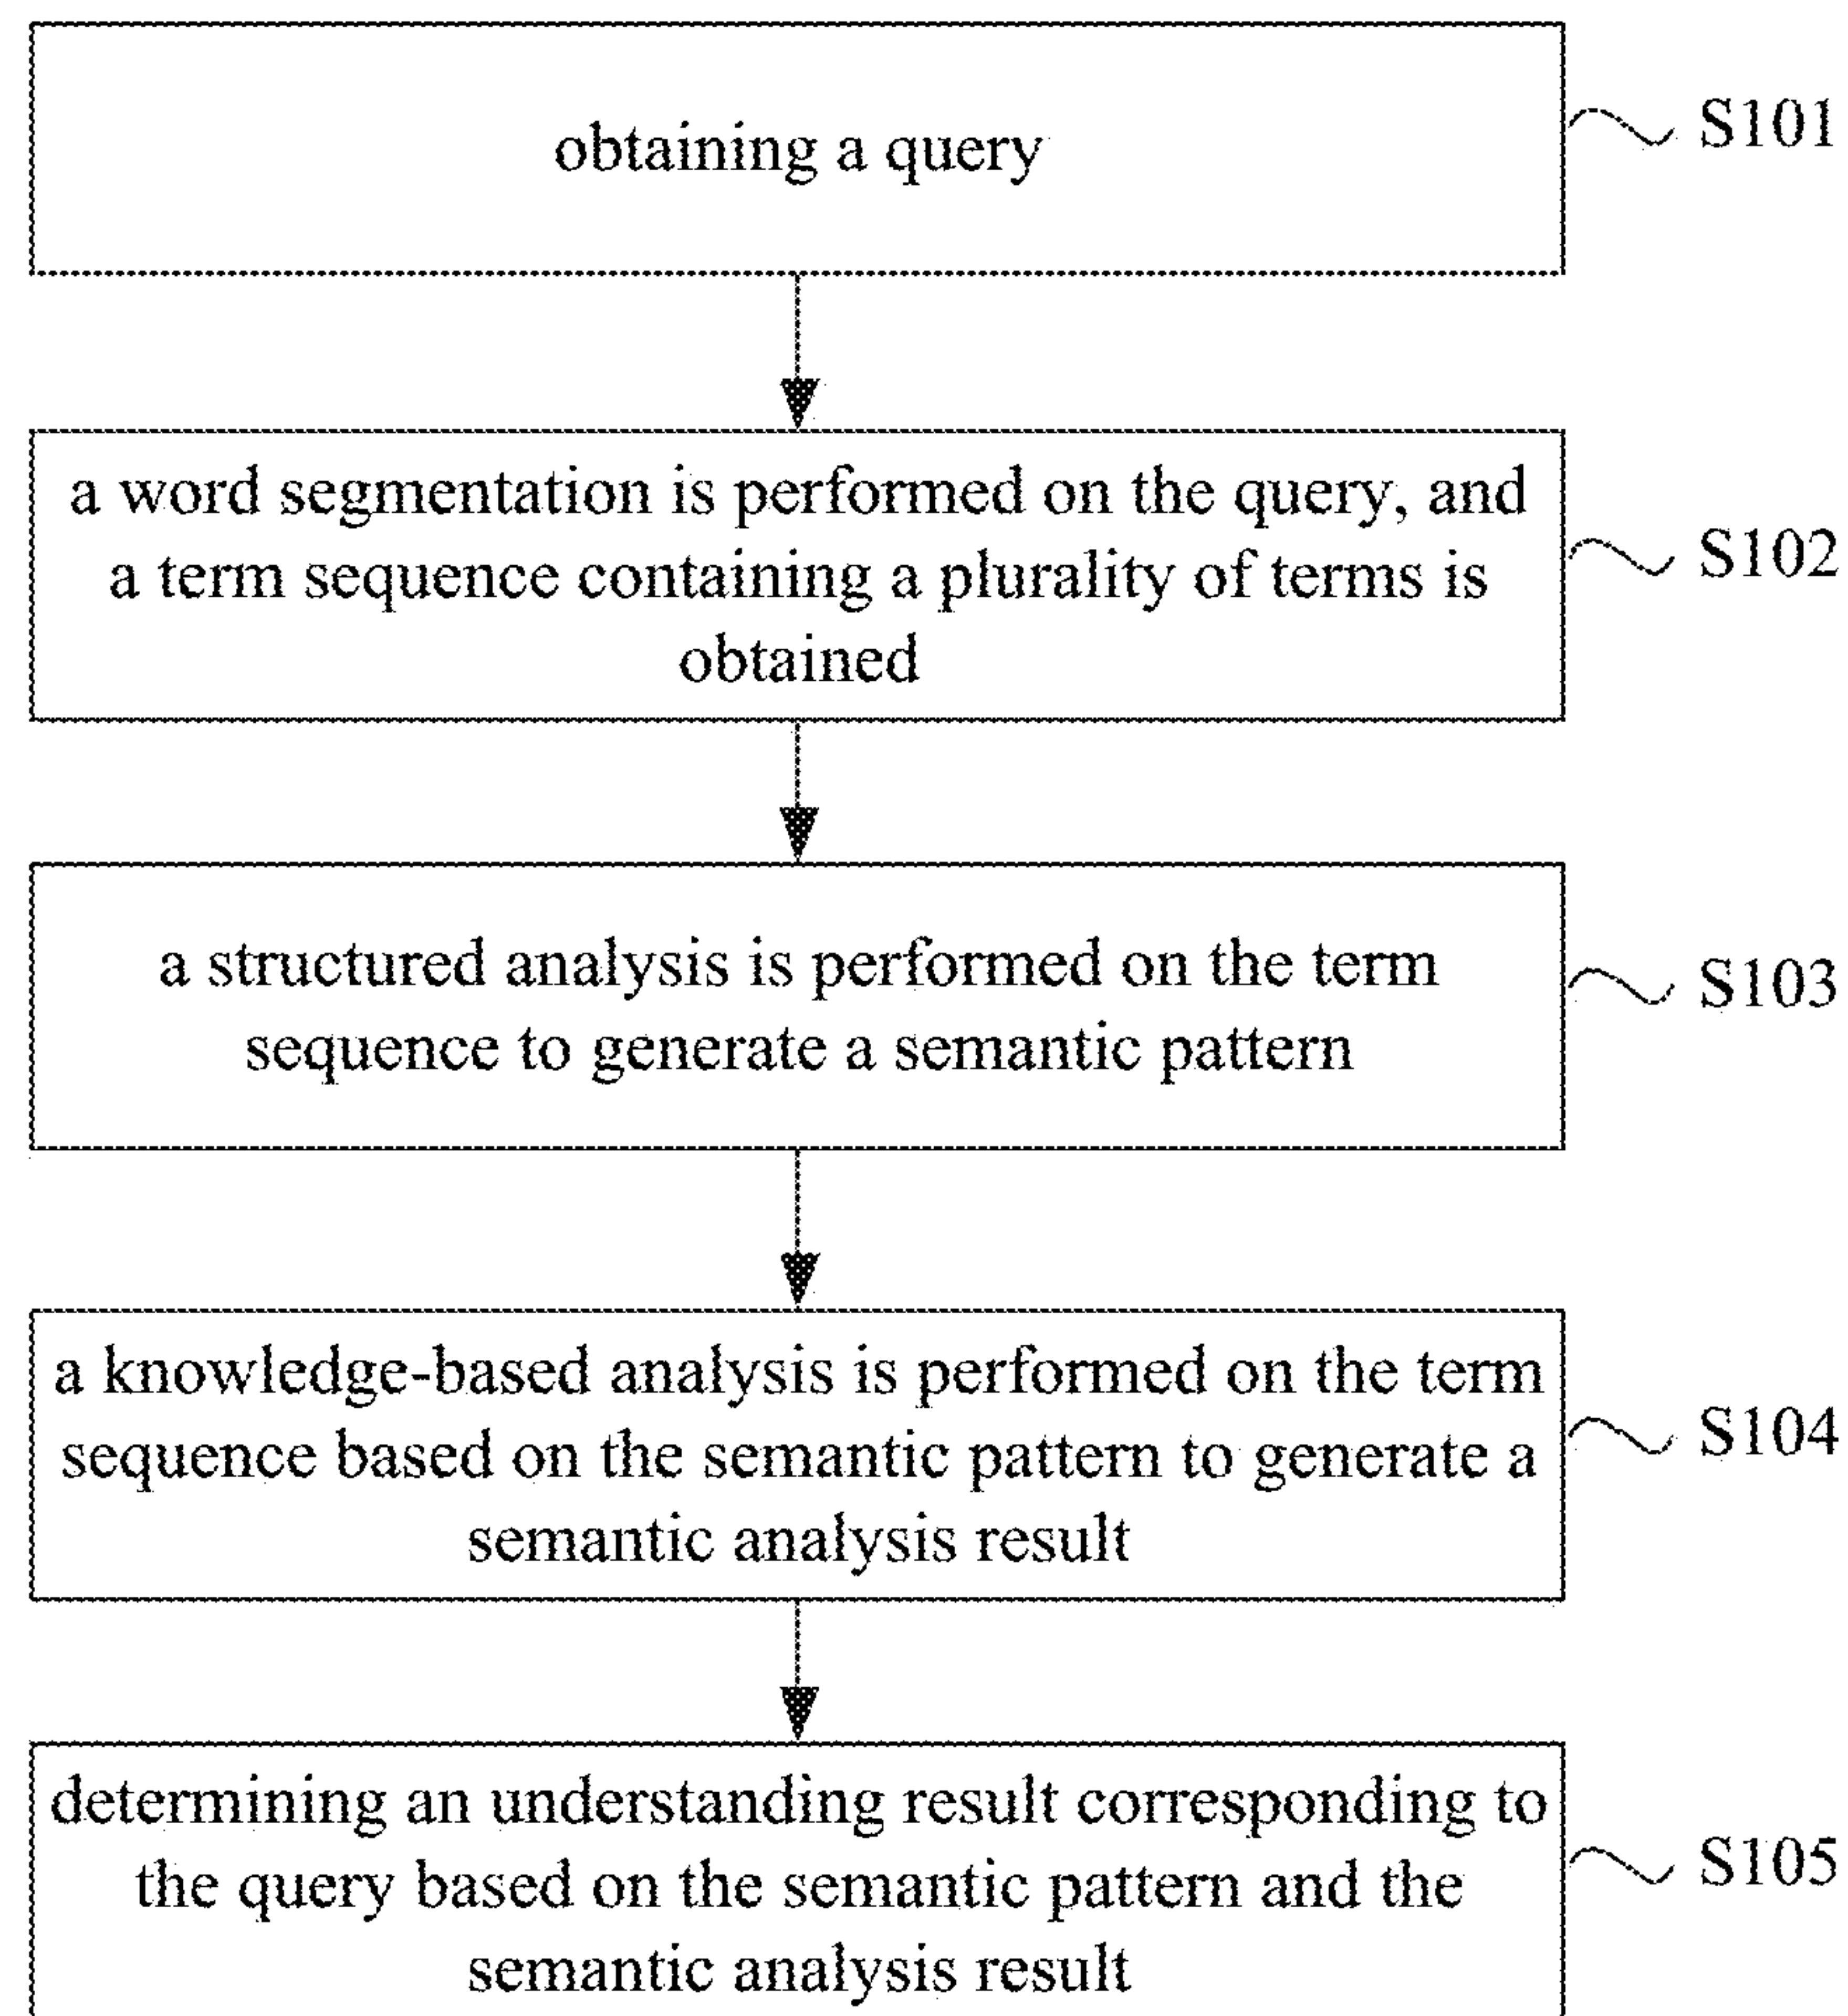 obtaining a query
S101
a word segmentation is performed on the query, and
a term sequence containing a plurality of terms is
obtained
S102
a structured analysis is performed on the term
sequence to generate a semantic pattern
S103
a knowledge-based analysis is performed on the term
sequence based on the semantic pattern to generate a
semantic analysis result
S104
determining an understanding result corresponding to
the query based on the semantic pattern and the
semantic analysis result
S105